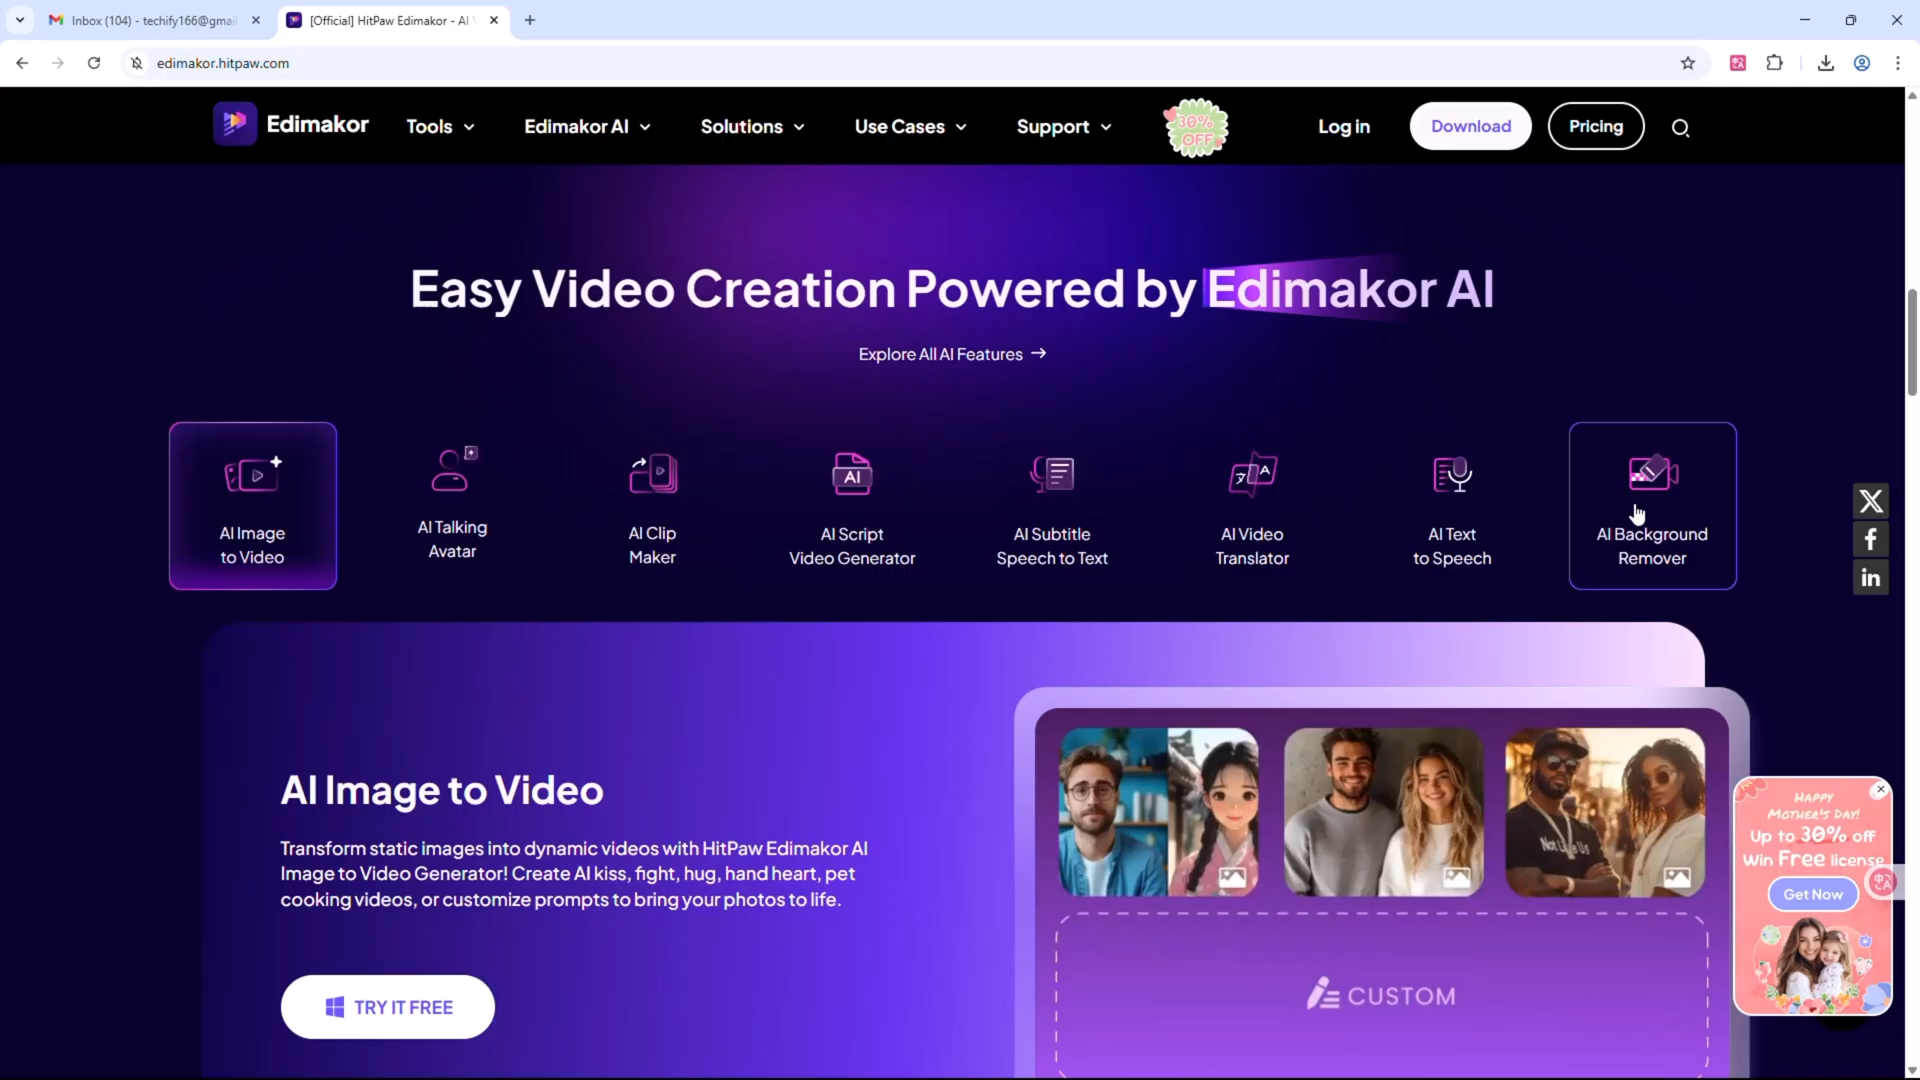 Inbox (104) - techify166@gmai
[Official] HitPaw Edimakor - AI V
edimakor.hitpaw.com
Edimakor
Tools
Edimakor AI
Solutions
Use Cases
Support
30% OFF
Log in
Download
Pricing
Easy Video Creation Powered by Edimakor AI
Explore All AI Features →
AI Image
to Video
AI Talking
Avatar
AI Clip
Maker
AI
AI Script
Video Generator
AI Subtitle
Speech to Text
A
AI Video
Translator
AI Text
to Speech
AI Background
Remover
X
f
in
AI Image to Video
Transform static images into dynamic videos with HitPaw Edimakor AI
Image to Video Generator! Create AI kiss, fight, hug, hand heart, pet
cooking videos, or customize prompts to bring your photos to life.
TRY IT FREE
CUSTOM
HAPPY
MOTHER'S DAY!
Up to 30% off
Win Free license
Get Now